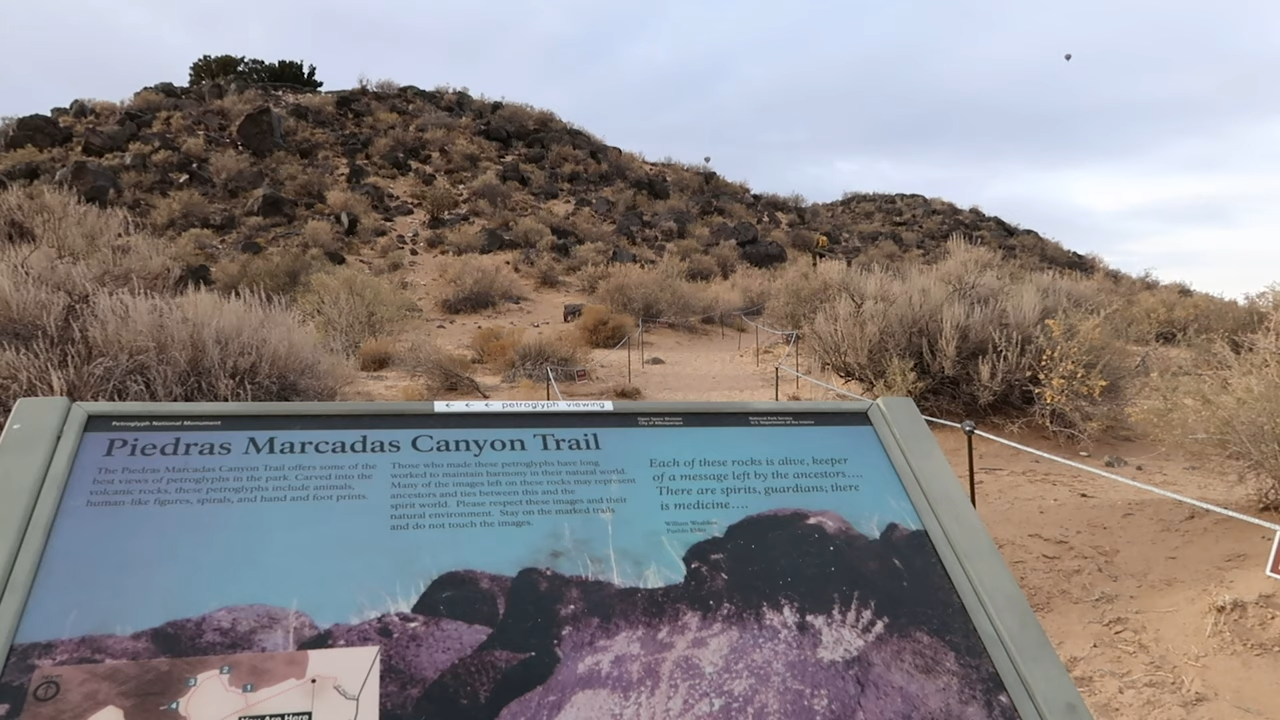 ← ← ← petroglyph viewing
Petroglyph National Monument
Open Space Division
City of Albuquerque
National Park Service
U.S. Department of the Interior
Piedras Marcadas Canyon Trail
The Piedras Marcadas Canyon Trail offers some of the
best views of petroglyphs in the park. Carved into the
volcanic rocks, these petroglyphs include animals,
human-like figures, spirals, and hand and foot prints.
Those who made these petroglyphs have long
worked to maintain harmony in their natural world.
Many of the images left on these rocks may represent
ancestors and ties between this and the
spirit world. Please respect these images and their
natural environment. Stay on the marked trails
and do not touch the images.
Each of these rocks is alive, keeper
of a message left by the ancestors....
There are spirits, guardians; there
is medicine....
William
Pueblo Elder
2
3
1
4
You Are Here